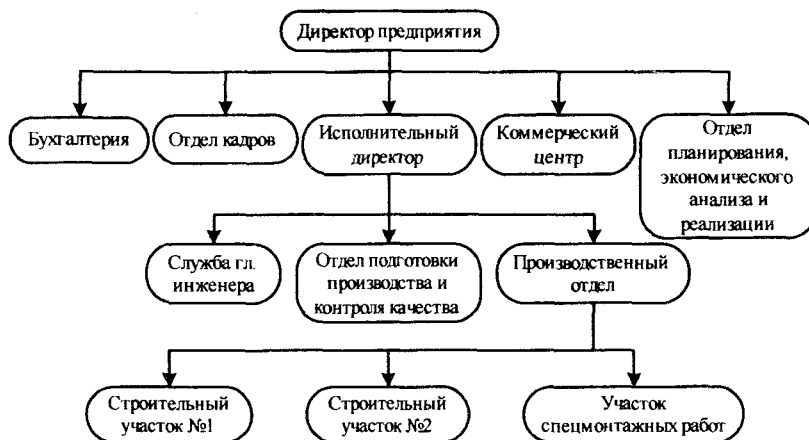 Директор предприятия
Бухгалтерия
Отдел кадров
Исполнительный
директор
Коммерческий
центр
Отдел
планирования,
экономического
анализа и
реализации
Служба гл.
инженера
Отдел подготовки
производства и
контроля качества
Производственный
отдел
Строительный
участок №1
Строительный
участок №2
Участок
спецмонтажных работ